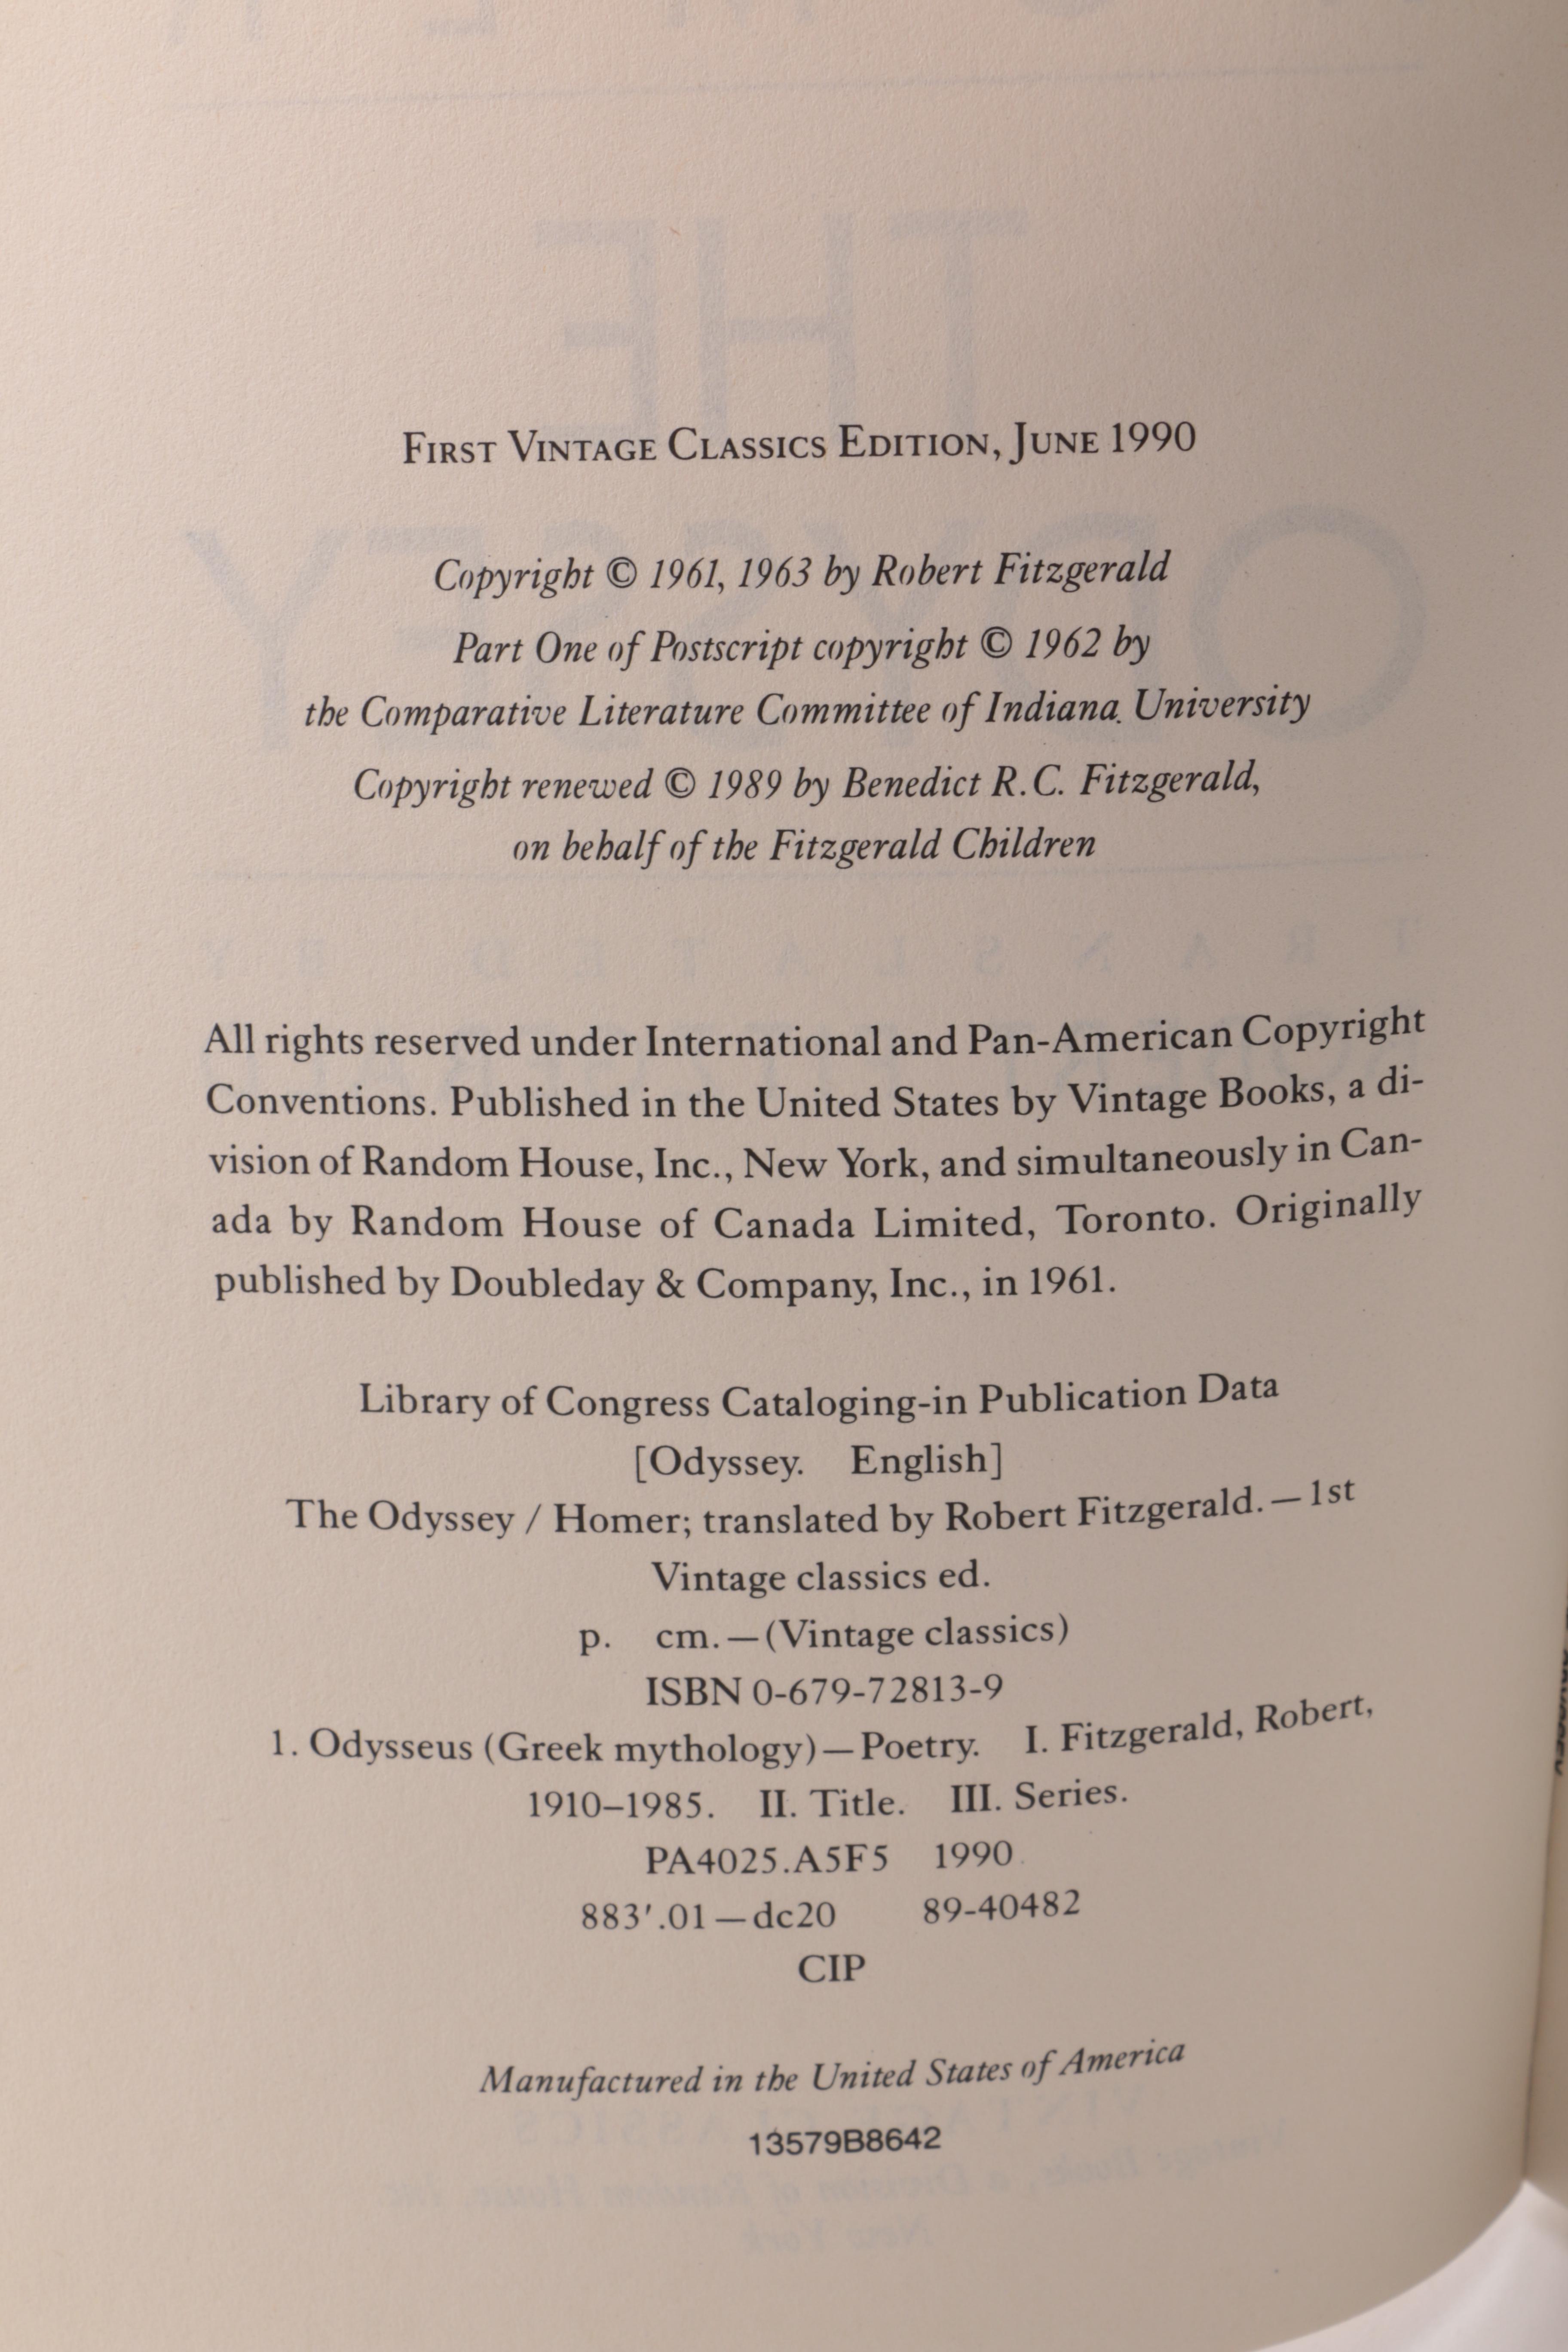 FIRST VINTAGE CLASSICS EDITION, JUNE 1990
Copyright © 1961, 1963 by Robert Fitzgerald
Part One of Postscript copyright © 1962 by
the Comparative Literature Committee of Indiana University
Copyright renewed © 1989 by Benedict R.C. Fitzgerald,
on behalf of the Fitzgerald Children
All rights reserved under International and Pan-American Copyright
Conventions. Published in the United States by Vintage Books, a di-
vision of Random House, Inc., New York, and simultaneously in Can-
ada by Random House of Canada Limited, Toronto. Originally
published by Doubleday & Company, Inc., in 1961.
Library of Congress Cataloging-in Publication Data
[Odyssey. English]
The Odyssey / Homer; translated by Robert Fitzgerald.—1st
Vintage classics ed.
p. cm.—(Vintage classics)
ISBN 0-679-72813-9
1. Odysseus (Greek mythology)—Poetry. I. Fitzgerald, Robert,
1910–1985. II. Title. III. Series.
PA4025.A5F5 1990
883′.01—dc20 89-40482
CIP
Manufactured in the United States of America
13579B8642